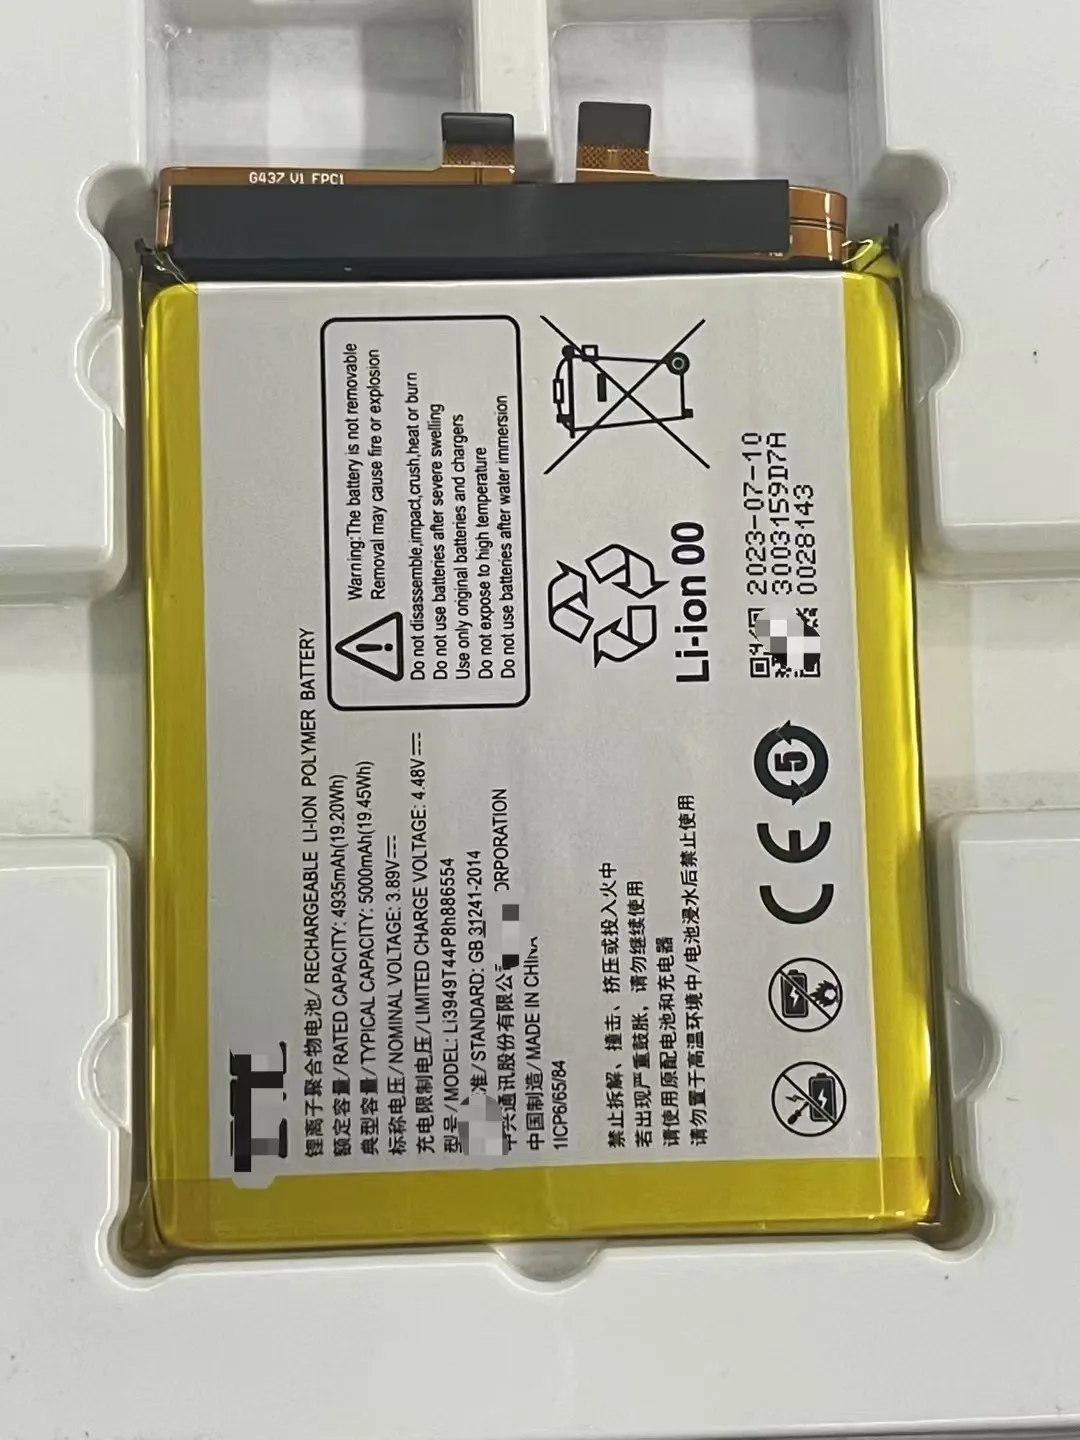 G437 V1 FPC1
锂离子聚合物电池/ RECHARGEABLE LI-ION POLYMER BATTERY
额定容量/RATED CAPACITY: 4935mAh(19.20Wh)
典型容量/TYPICAL CAPACITY: 5000mAh(19.45Wh)
标称电压/NOMINAL VOLTAGE: 3.89V⎓
充电限制电压/LIMITED CHARGE VOLTAGE: 4.48V⎓
型号/MODEL: Li3949T44P8h886554
准/STANDARD: GB 31241-2014
兴通讯股份有限公 ORPORATION
中国制造/MADE IN CHINA
1ICP6/65/84
Warning:The battery is not removable
Removal may cause fire or explosion
Do not disassemble,impact,crush,heat or burn
Do not use batteries after severe swelling
Use only original batteries and chargers
Do not expose to high temperature
Do not use batteries after water immersion
禁止拆解、撞击、挤压或投入火中
若出现严重鼓胀，请勿继续使用
请使用原配电池和充电器
请勿置于高温环境中/电池浸水后禁止使用
Li-ion 00
CE
5
2023-07-10
3003159D7A
0028143